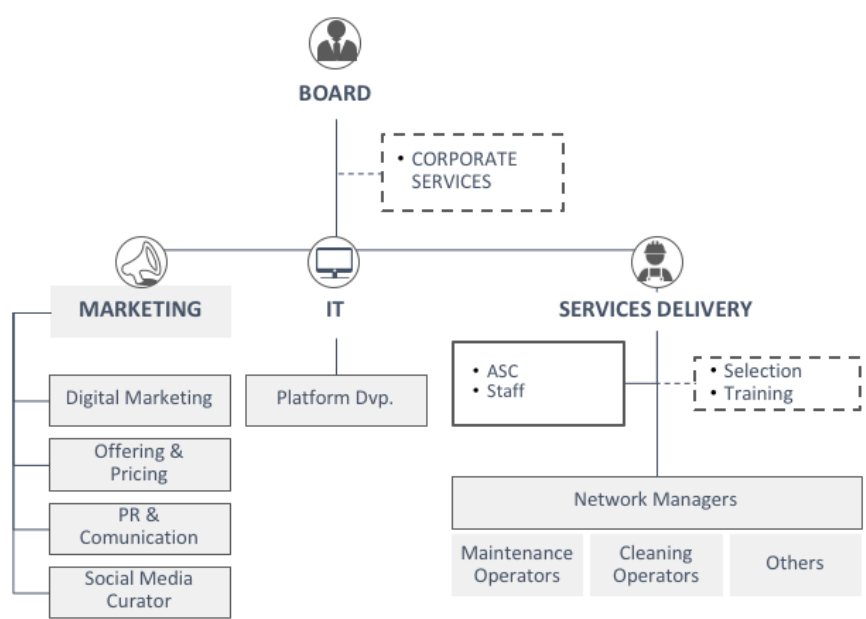 BOARD
• CORPORATE
SERVICES
MARKETING
IT
SERVICES DELIVERY
Digital Marketing
Offering &
Pricing
PR &
Comunication
Social Media
Curator
Platform Dvp.
• ASC
• Staff
• Selection
• Training
Network Managers
Maintenance
Operators
Cleaning
Operators
Others